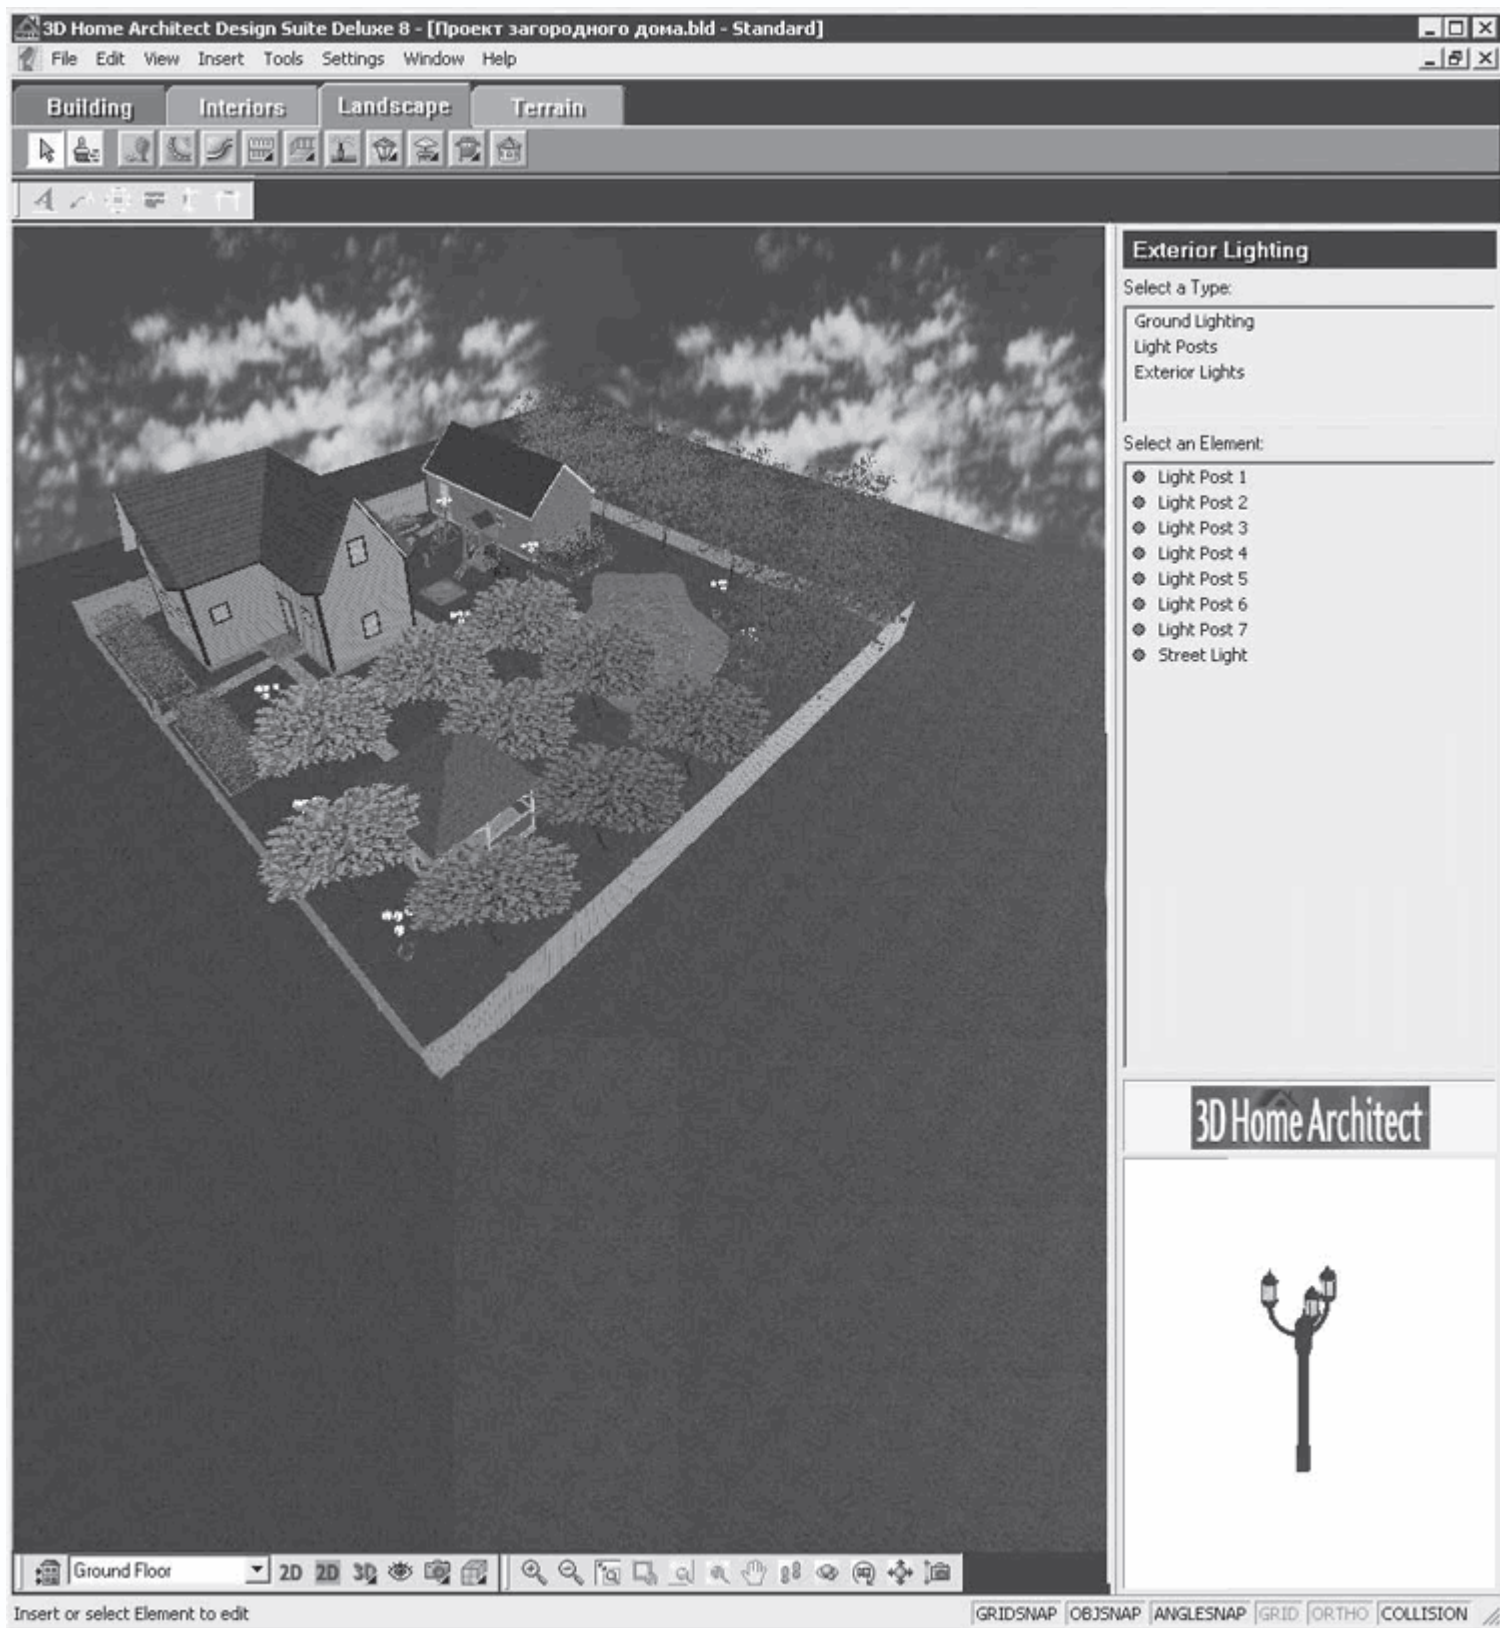 3D Home Architect Design Suite Deluxe 8 - [Проект загородного дома.bld - Standard]
File Edit View Insert Tools Settings Window Help
Building Interiors Landscape Terrain
A
Exterior Lighting
Select a Type:
Ground Lighting
Light Posts
Exterior Lights
Select an Element:
Light Post 1
Light Post 2
Light Post 3
Light Post 4
Light Post 5
Light Post 6
Light Post 7
Street Light
3D Home Architect
Ground Floor 2D 2D 3D
Insert or select Element to edit GRIDSNAP OBJSNAP ANGLESNAP GRID ORTHO COLLISION